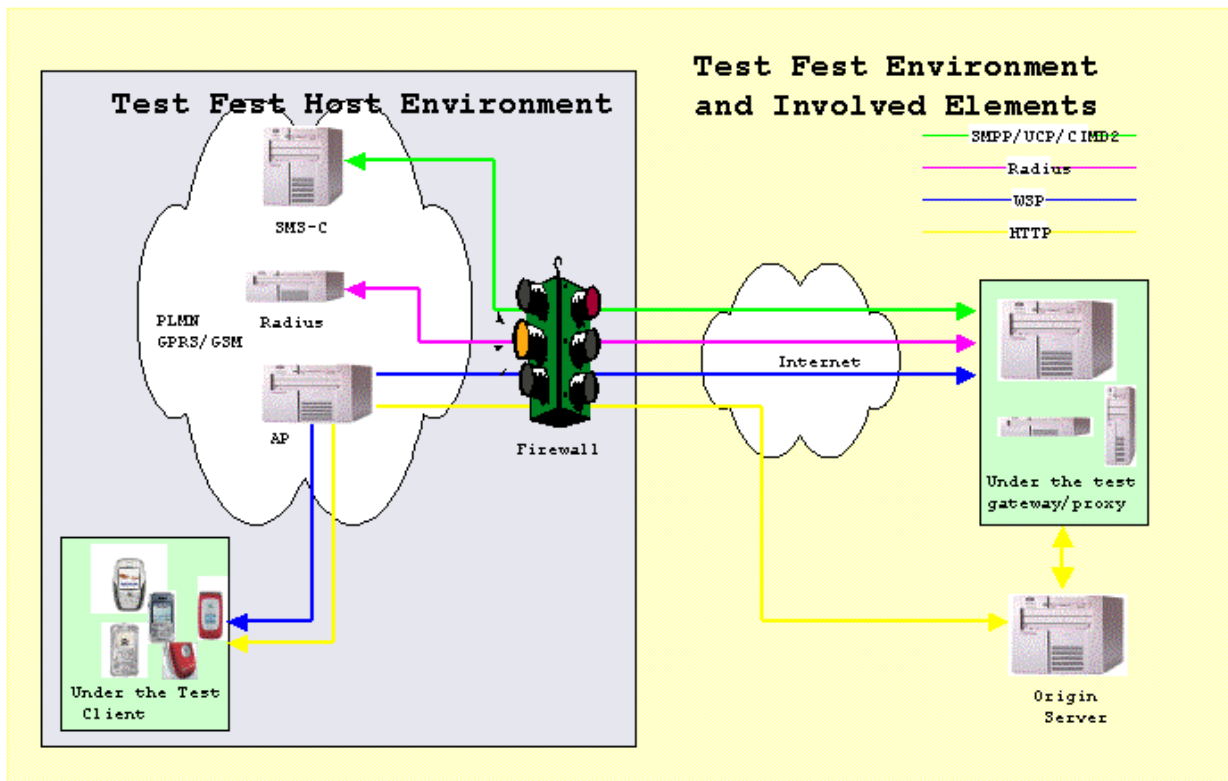 Test Fest Environment
and Involved Elements
Test Fest Host Environment
SMPP/UCP/CIMD2
Radius
WSP
HTTP
SMS-C
Radius
PLMN
GPRS/GSM
AP
Firewall
Internet
Under the test
gateway/proxy
Under the Test
Client
Origin
Server